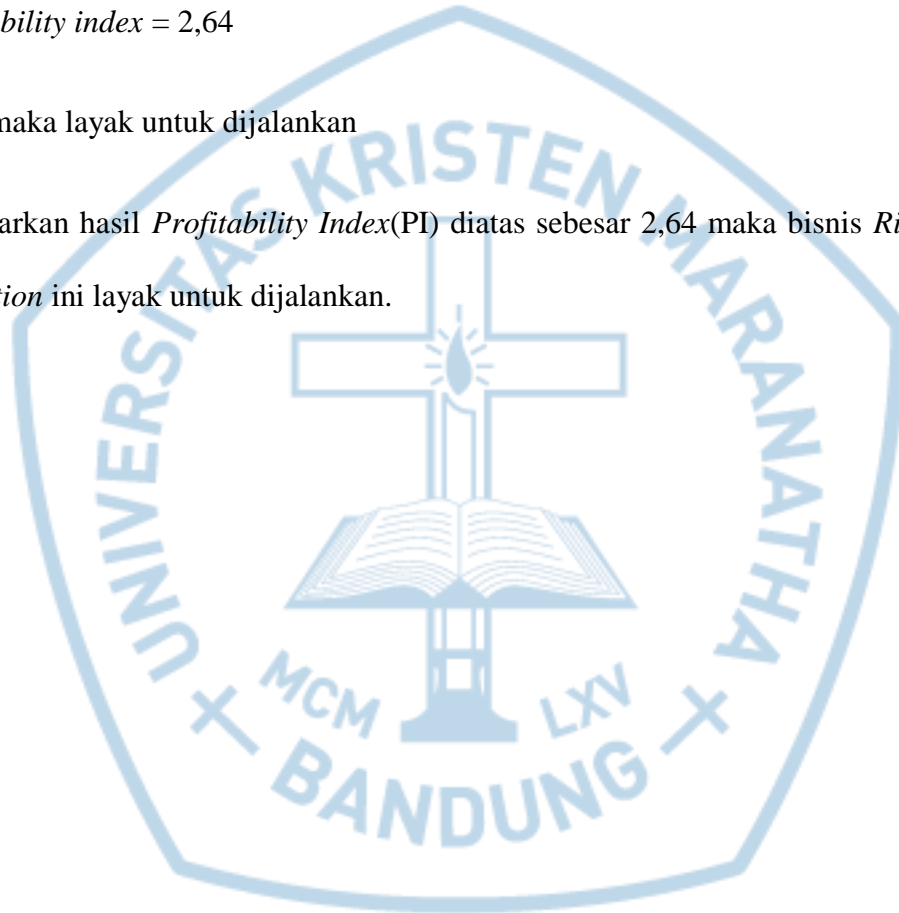 bility index = 2,64
maka layak untuk dijalankan
arkan hasil Profitability Index(PI) diatas sebesar 2,64 maka bisnis Ri
tion ini layak untuk dijalankan.
UNIVERSITAS KRISTEN MARANATHA
MCM LXV
BANDUNG